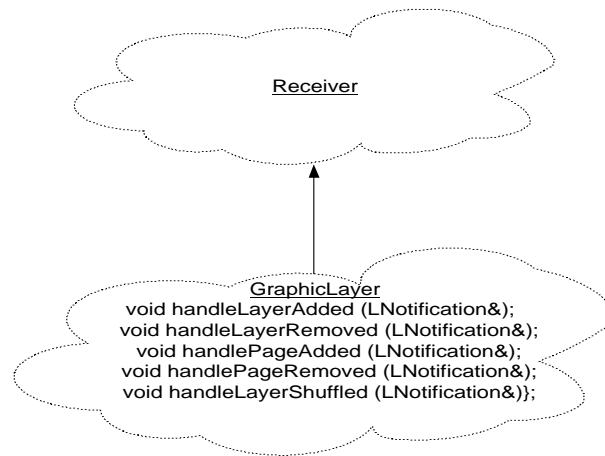 Receiver
GraphicLayer
void handleLayerAdded (LNotification&);
void handleLayerRemoved (LNotification&);
void handlePageAdded (LNotification&);
void handlePageRemoved (LNotification&);
void handleLayerShuffled (LNotification&)};